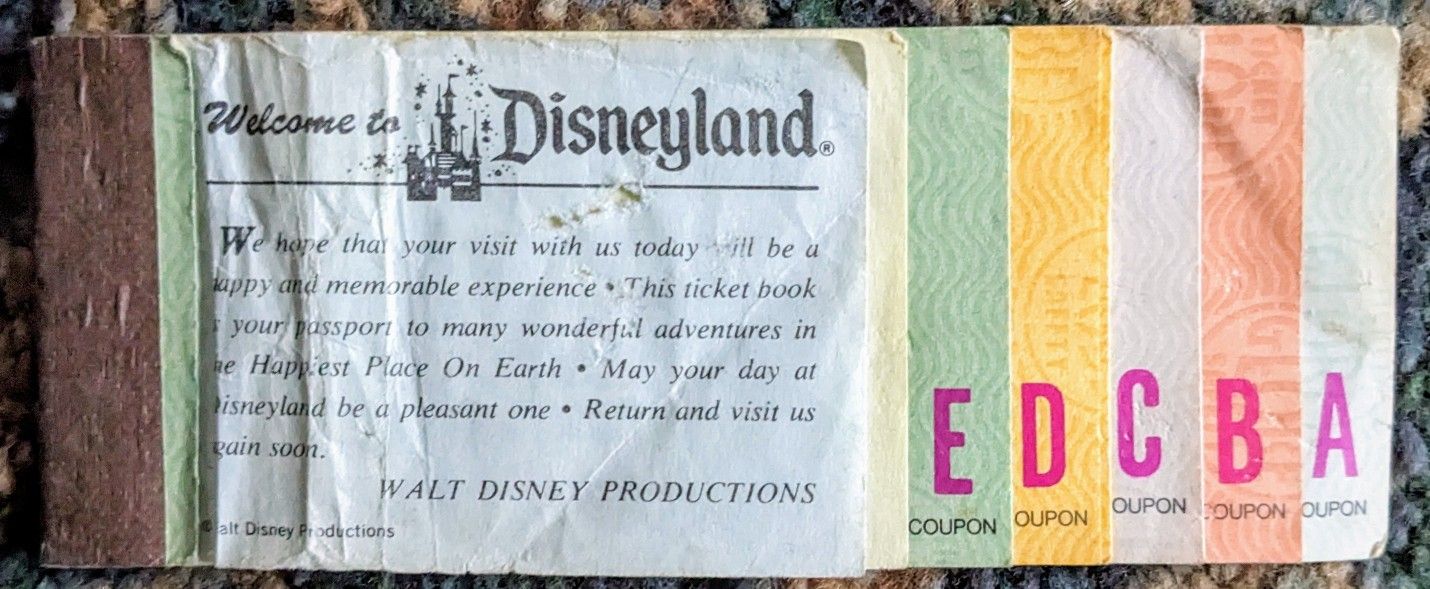 Welcome to Disneyland®
We hope that your visit with us today will be a
appy and memorable experience • This ticket book
your passport to many wonderful adventures in
he Happiest Place On Earth • May your day at
isneyland be a pleasant one • Return and visit us
gain soon.
WALT DISNEY PRODUCTIONS
© alt Disney Productions
E
COUPON
D
OUPON
C
OUPON
B
COUPON
A
OUPON